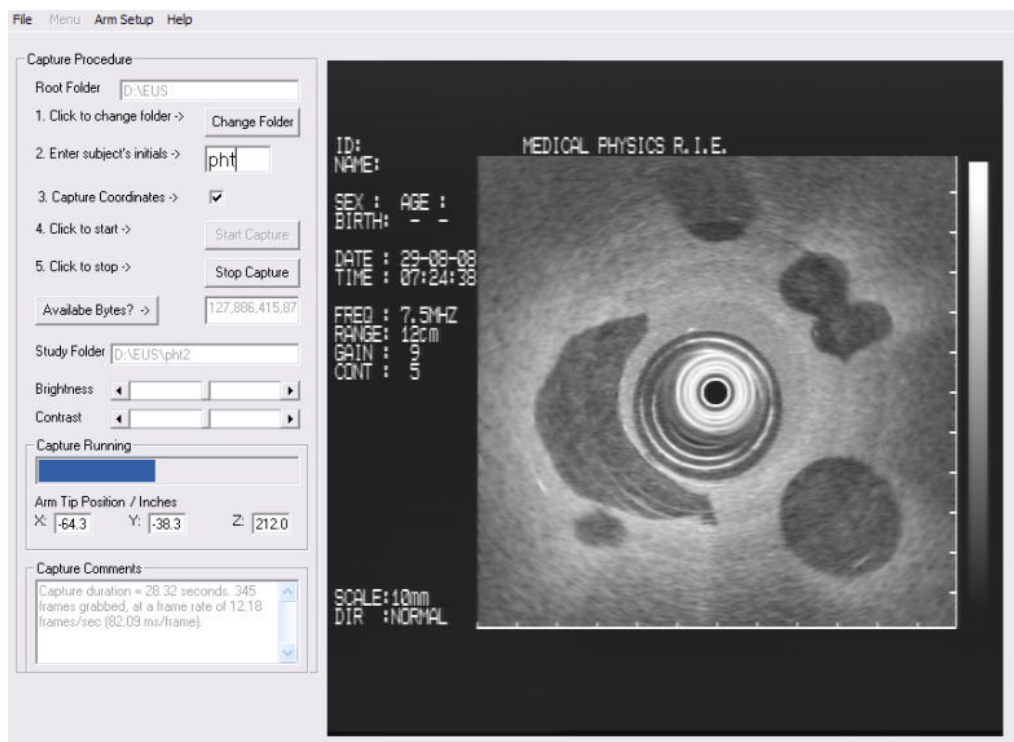 File Menu Arm Setup Help
Capture Procedure
Root Folder D:\EUS
1. Click to change folder -> Change Folder
2. Enter subject's initials -> pht
3. Capture Coordinates ->
4. Click to start -> Start Capture
5. Click to stop -> Stop Capture
Availabe Bytes? -> 127,886,415,87
Study Folder D:\EUS\pht2
Brightness
Contrast
Capture Running
Arm Tip Position / Inches
X: -64.3 Y: -38.3 Z: 212.0
Capture Comments
Capture duration = 28.32 seconds. 345
frames grabbed, at a frame rate of 12.18
frames/sec (82.09 ms/frame).
ID: MEDICAL PHYSICS R.I.E.
NAME:
SEX : AGE :
BIRTH: - -
DATE : 29-08-08
TIME : 07:24:38
FREQ : 7.5MHZ
RANGE: 12cm
GAIN : 9
CONT : 5
SCALE:10mm
DIR :NORMAL